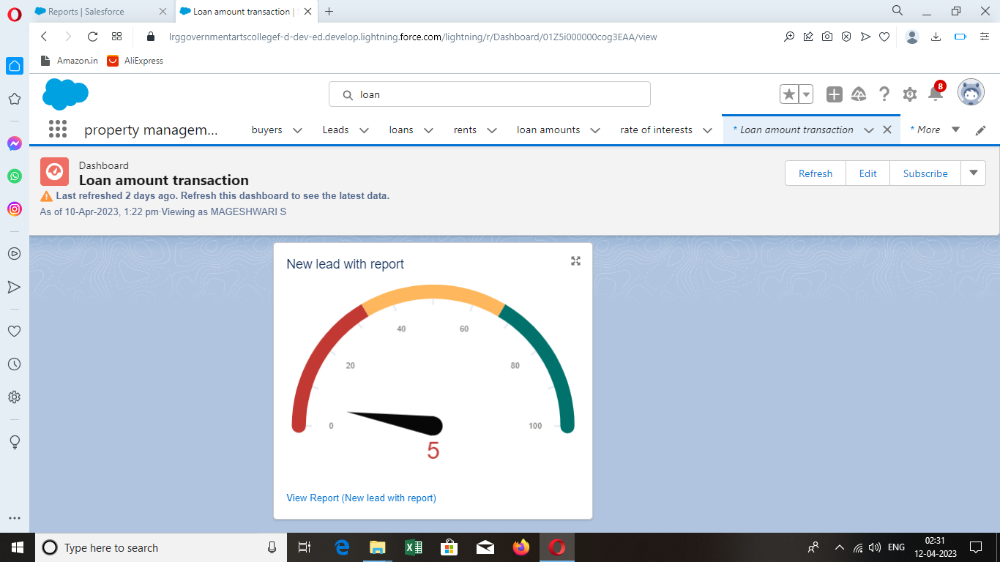 Reports | Salesforce
Loan amount transaction |
lrggovernmentartscollegef-d-dev-ed.develop.lightning.force.com/lightning/r/Dashboard/01Z5i000000cog3EAA/view
Amazon.in AliExpress
loan
8
property managem...
buyers Leads loans rents loan amounts rate of interests * Loan amount transaction * More
Dashboard
Loan amount transaction
Last refreshed 2 days ago. Refresh this dashboard to see the latest data.
As of 10-Apr-2023, 1:22 pm·Viewing as MAGESHWARI S
Refresh Edit Subscribe
New lead with report
40 60
20 80
0 100
5
View Report (New lead with report)
Type here to search
ENG
02:31
12-04-2023